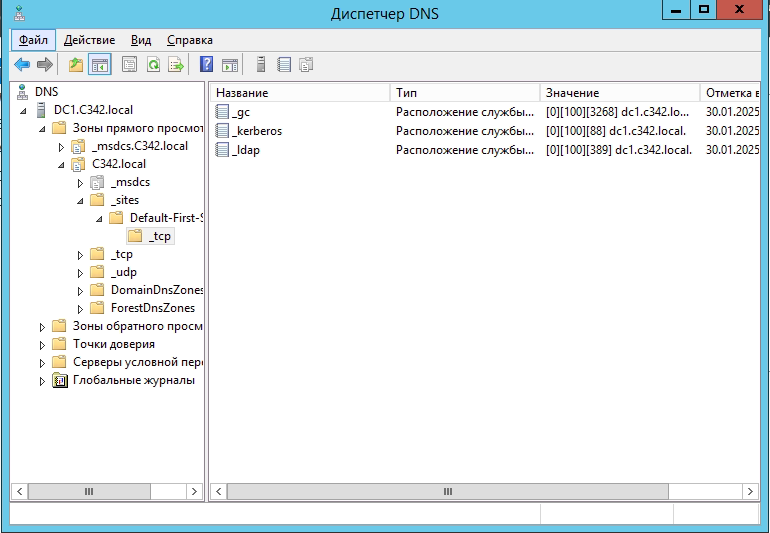 Диспетчер DNS
Файл Действие Вид Справка
DNS
DC1.C342.local
Зоны прямого просмот
_msdcs.C342.local
C342.local
_msdcs
_sites
Default-First-S
_tcp
_tcp
_udp
DomainDnsZones
ForestDnsZones
Зоны обратного просм
Точки доверия
Серверы условной пере
Глобальные журналы
Название Тип Значение Отметка в
_gc Расположение службы... [0][100][3268] dc1.c342.lo... 30.01.2025
_kerberos Расположение службы... [0][100][88] dc1.c342.local. 30.01.2025
_ldap Расположение службы... [0][100][389] dc1.c342.local. 30.01.2025